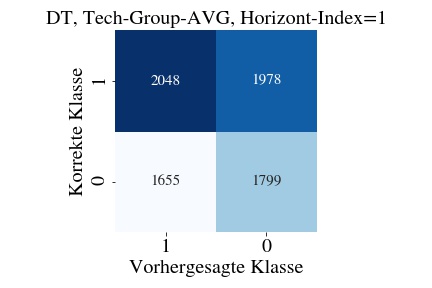 DT, Tech-Group-AVG, Horizont-Index=1
Korrekte Klasse
1
2048 1978
0
1655 1799
1 0
Vorhergesagte Klasse